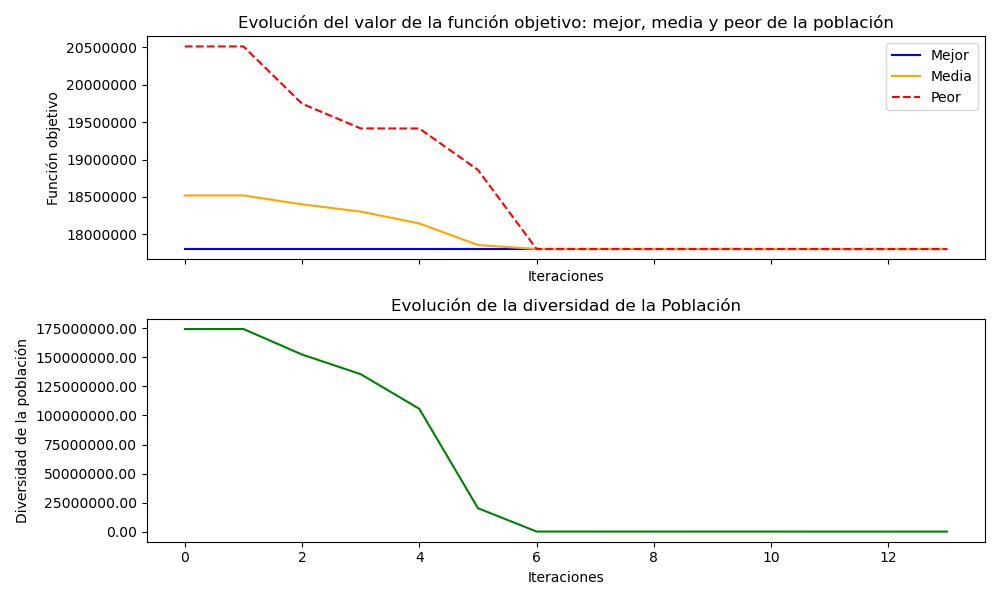 Evolución del valor de la función objetivo: mejor, media y peor de la población
20500000
20000000
19500000
19000000
18500000
18000000
Función objetivo
Mejor
Media
Peor
Iteraciones
Evolución de la diversidad de la Población
175000000.00
150000000.00
125000000.00
100000000.00
75000000.00
50000000.00
25000000.00
0.00
Diversidad de la población
0 2 4 6 8 10 12
Iteraciones